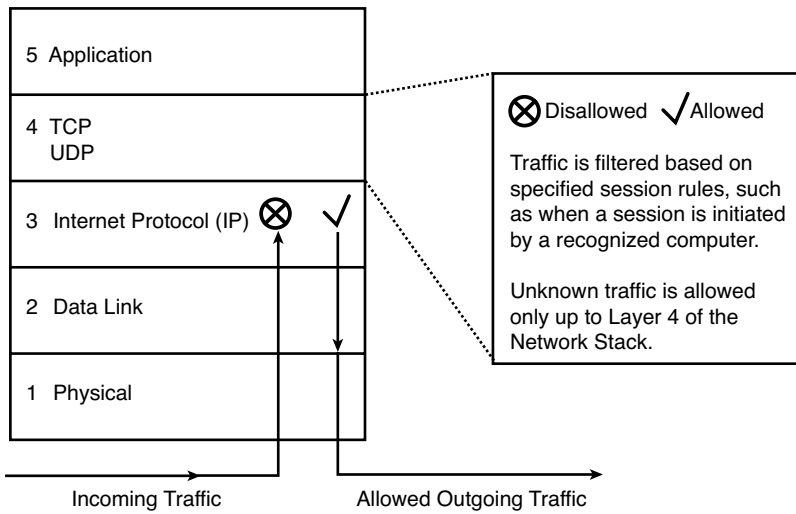 5 Application
4 TCP
UDP
3 Internet Protocol (IP)
2 Data Link
1 Physical
Incoming Traffic
Allowed Outgoing Traffic
Disallowed Allowed
Traffic is filtered based on
specified session rules, such
as when a session is initiated
by a recognized computer.
Unknown traffic is allowed
only up to Layer 4 of the
Network Stack.